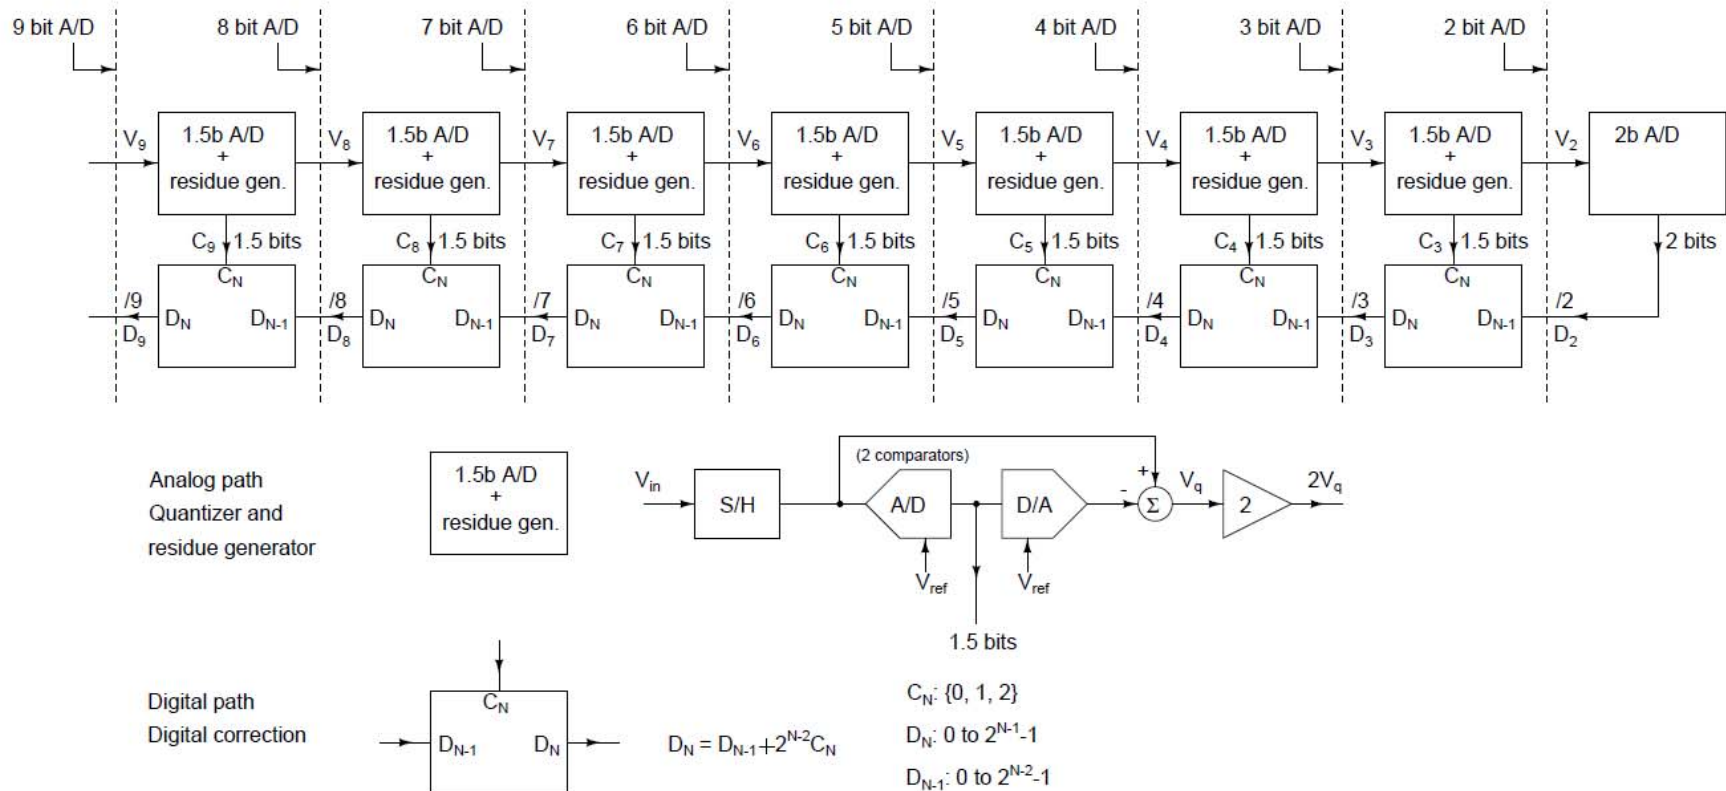 9 bit A/D 8 bit A/D 7 bit A/D 6 bit A/D 5 bit A/D 4 bit A/D 3 bit A/D 2 bit A/D
V9 1.5b A/D + residue gen.
V8 1.5b A/D + residue gen.
V7 1.5b A/D + residue gen.
V6 1.5b A/D + residue gen.
V5 1.5b A/D + residue gen.
V4 1.5b A/D + residue gen.
V3 1.5b A/D + residue gen.
V2 2b A/D
C9 1.5 bits C8 1.5 bits C7 1.5 bits C6 1.5 bits C5 1.5 bits C4 1.5 bits C3 1.5 bits 2 bits
CN CN CN CN CN CN CN
/9 /8 /7 /6 /5 /4 /3 /2
DN DN-1 DN DN-1 DN DN-1 DN DN-1 DN DN-1 DN DN-1 DN DN-1
D9 D8 D7 D6 D5 D4 D3 D2
Analog path
Quantizer and
residue generator
1.5b A/D
+
residue gen.
(2 comparators)
Vin S/H A/D D/A + - Σ Vq 2 2Vq
Vref Vref
1.5 bits
Digital path
Digital correction
CN
DN-1 DN
DN = DN-1+2N-2CN
CN: {0, 1, 2}
DN: 0 to 2N-1-1
DN-1: 0 to 2N-2-1